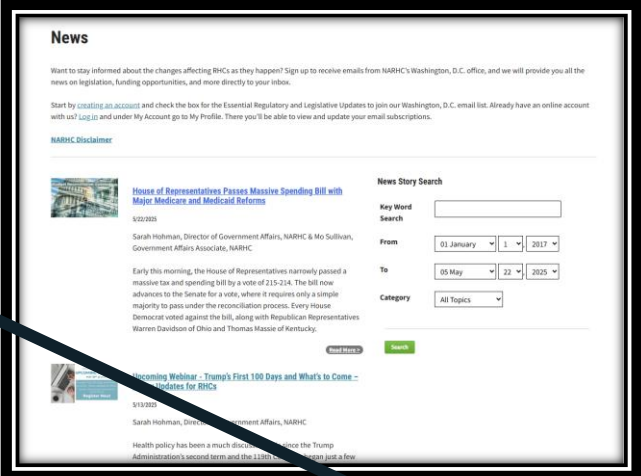 News
Want to stay informed about the changes affecting RHCs as they happen? Sign up to receive emails from NARHC's Washington, D.C. office, and we will provide you all the
news on legislation, funding opportunities, and more directly to your inbox.
Start by creating an account and check the box for the Essential Regulatory and Legislative Updates to join our Washington, D.C. email list. Already have an online account
with us? Log in and under My Account go to My Profile. There you'll be able to view and update your email subscriptions.
NARHC Disclaimer
House of Representatives Passes Massive Spending Bill with
Major Medicare and Medicaid Reforms
5/22/2025
Sarah Hohman, Director of Government Affairs, NARHC & Mo Sullivan,
Government Affairs Associate, NARHC
Early this morning, the House of Representatives narrowly passed a
massive tax and spending bill by a vote of 215-214. The bill now
advances to the Senate for a vote, where it requires only a simple
majority to pass under the reconciliation process. Every House
Democrat voted against the bill, along with Republican Representatives
Warren Davidson of Ohio and Thomas Massie of Kentucky.
Read More >
Upcoming Webinar - Trump's First 100 Days and What's to Come –
Updates for RHCs
5/13/2025
Sarah Hohman, Government Affairs, NARHC
Health policy has been a much since the Trump
Administration's second term and the 119th began just a few
News Story Search
Key Word
Search
From 01 January 1 , 2017
To 05 May 22 , 2025
Category All Topics
Search
Register Now!